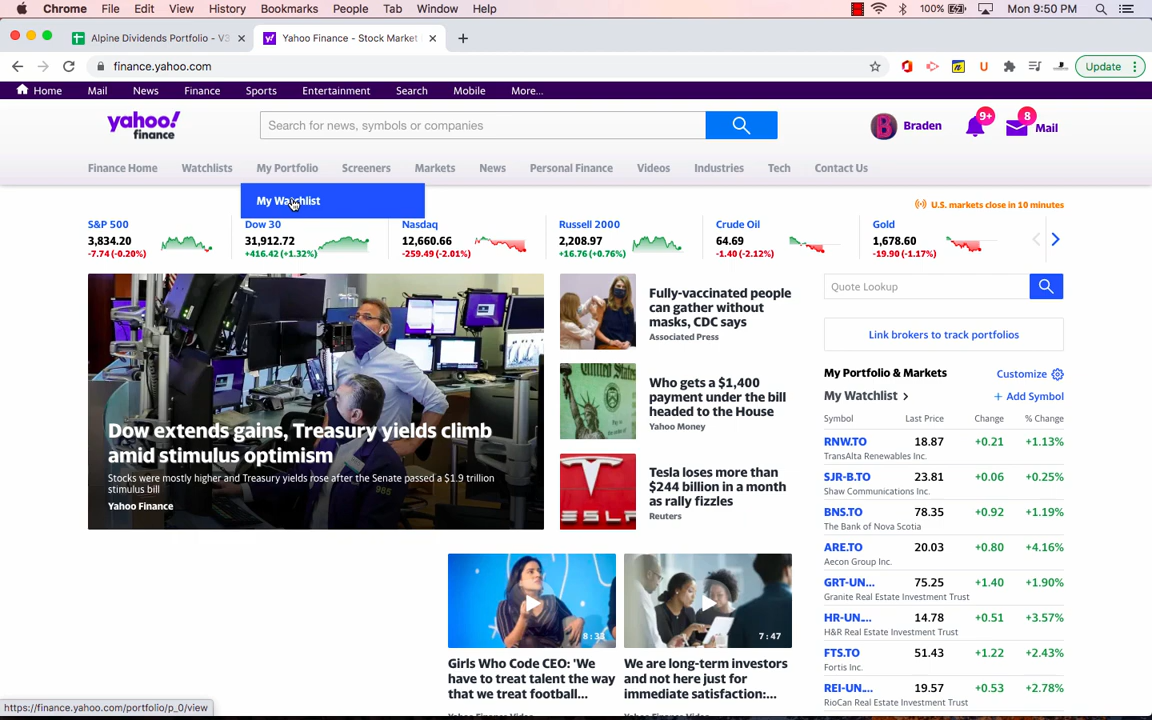 Chrome File Edit View History Bookmarks People Tab Window Help 100% Mon 9:50 PM
Alpine Dividends Portfolio - V3 Yahoo Finance - Stock Market
finance.yahoo.com Update
Home Mail News Finance Sports Entertainment Search Mobile More...
yahoo!
finance
Search for news, symbols or companies
Braden 9+ 8 Mail
Finance Home Watchlists My Portfolio Screeners Markets News Personal Finance Videos Industries Tech Contact Us
My Watchlist
U.S. markets close in 10 minutes
S&P 500 Dow 30 Nasdaq Russell 2000 Crude Oil Gold
3,834.20 31,912.72 12,660.66 2,208.97 64.69 1,678.60
-7.74 (-0.20%) +416.42 (+1.32%) -259.49 (-2.01%) +16.76 (+0.76%) -1.40 (-2.12%) -19.90 (-1.17%)
Dow extends gains, Treasury yields climb
amid stimulus optimism
Stocks were mostly higher and Treasury yields rose after the Senate passed a $1.9 trillion
stimulus bill
Yahoo Finance
985
Fully-vaccinated people
can gather without
masks, CDC says
Associated Press
Who gets a $1,400
payment under the bill
headed to the House
Yahoo Money
Tesla loses more than
$244 billion in a month
as rally fizzles
Reuters
8:33
Girls Who Code CEO: 'We
have to treat talent the way
that we treat football...
Yahoo Finance Video
7:47
We are long-term investors
and not here just for
immediate satisfaction:...
Yahoo Finance Video
Quote Lookup
Link brokers to track portfolios
My Portfolio & Markets Customize
My Watchlist + Add Symbol
Symbol Last Price Change % Change
RNW.TO 18.87 +0.21 +1.13%
TransAlta Renewables Inc.
SJR-B.TO 23.81 +0.06 +0.25%
Shaw Communications Inc.
BNS.TO 78.35 +0.92 +1.19%
The Bank of Nova Scotia
ARE.TO 20.03 +0.80 +4.16%
Aecon Group Inc.
GRT-UN.... 75.25 +1.40 +1.90%
Granite Real Estate Investment Trust
HR-UN.... 14.78 +0.51 +3.57%
H&R Real Estate Investment Trust
FTS.TO 51.43 +1.22 +2.43%
Fortis Inc.
REI-UN.... 19.57 +0.53 +2.78%
RioCan Real Estate Investment Trust
https://finance.yahoo.com/portfolio/p_0/view